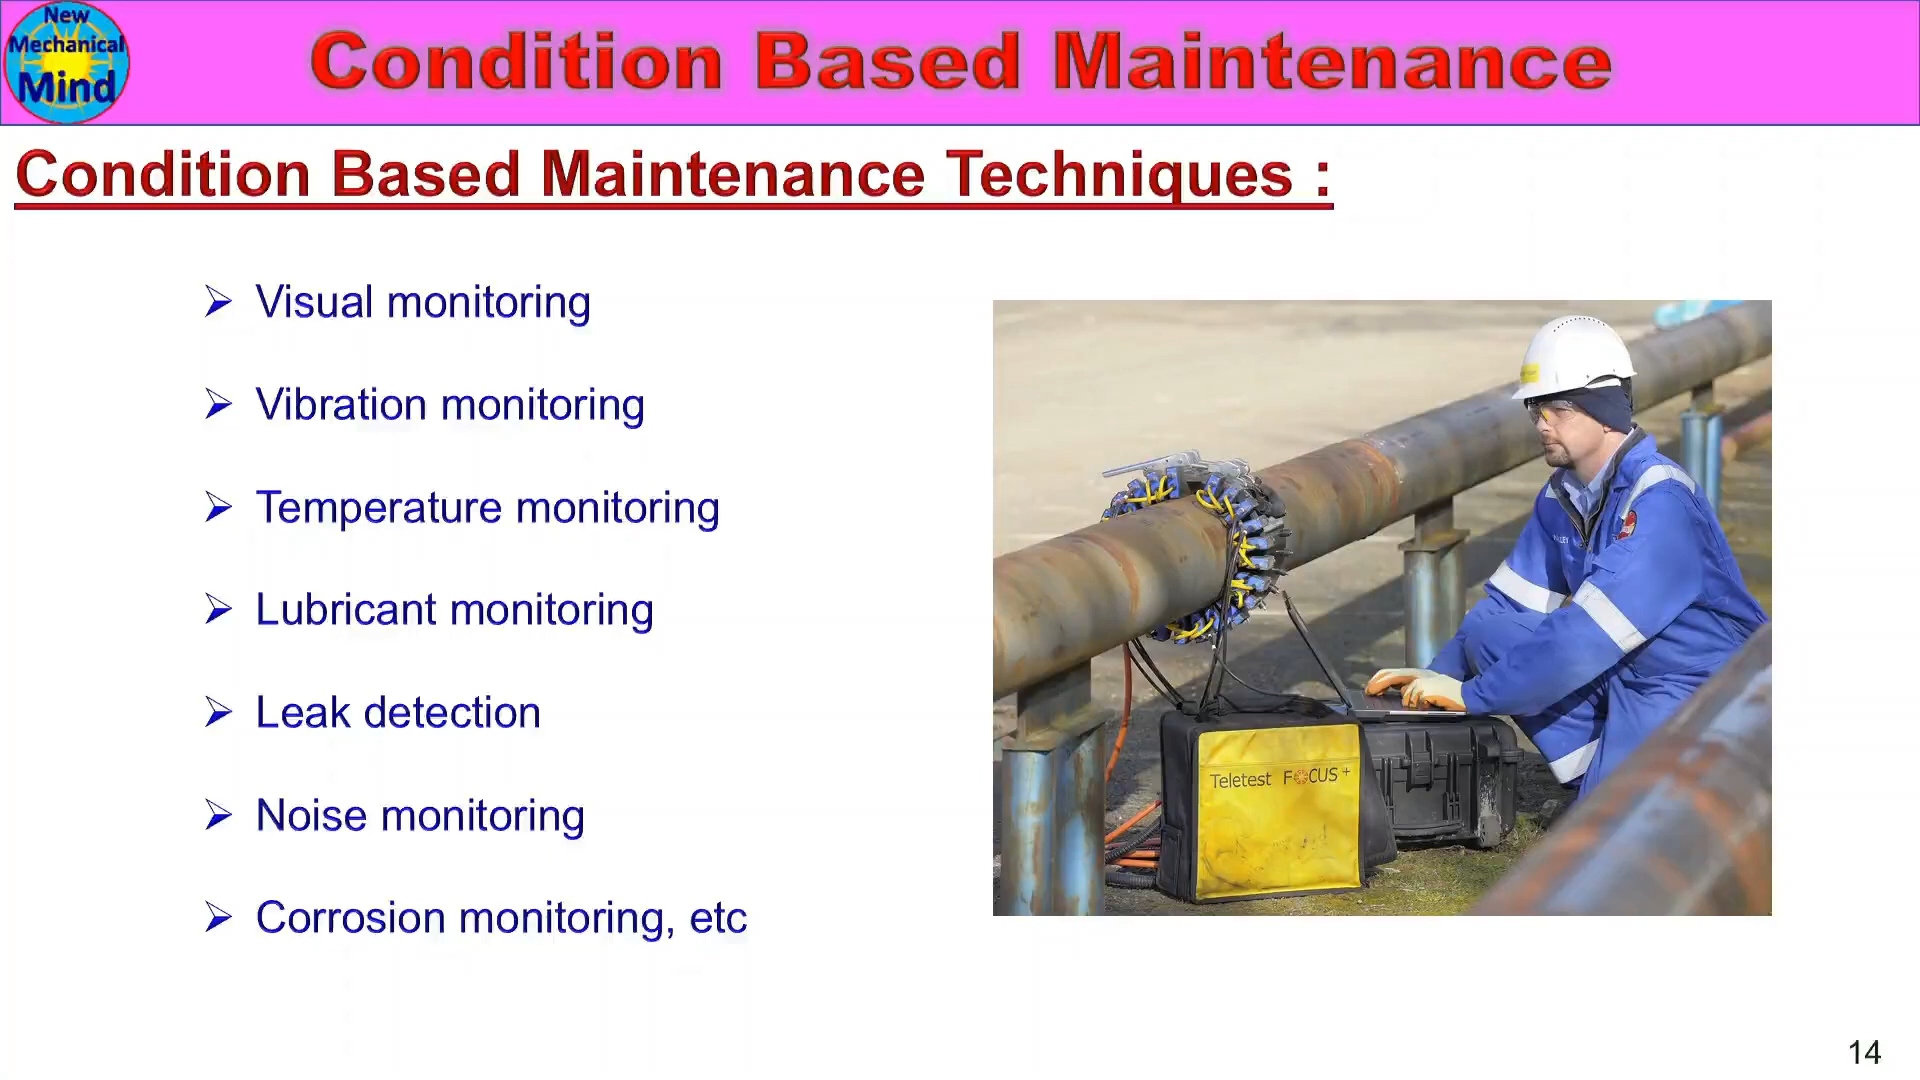 New
Mechanical
Mind
Condition Based Maintenance
Condition Based Maintenance Techniques :
➢ Visual monitoring
➢ Vibration monitoring
➢ Temperature monitoring
➢ Lubricant monitoring
➢ Leak detection
➢ Noise monitoring
➢ Corrosion monitoring, etc
Teletest FOCUS+
14